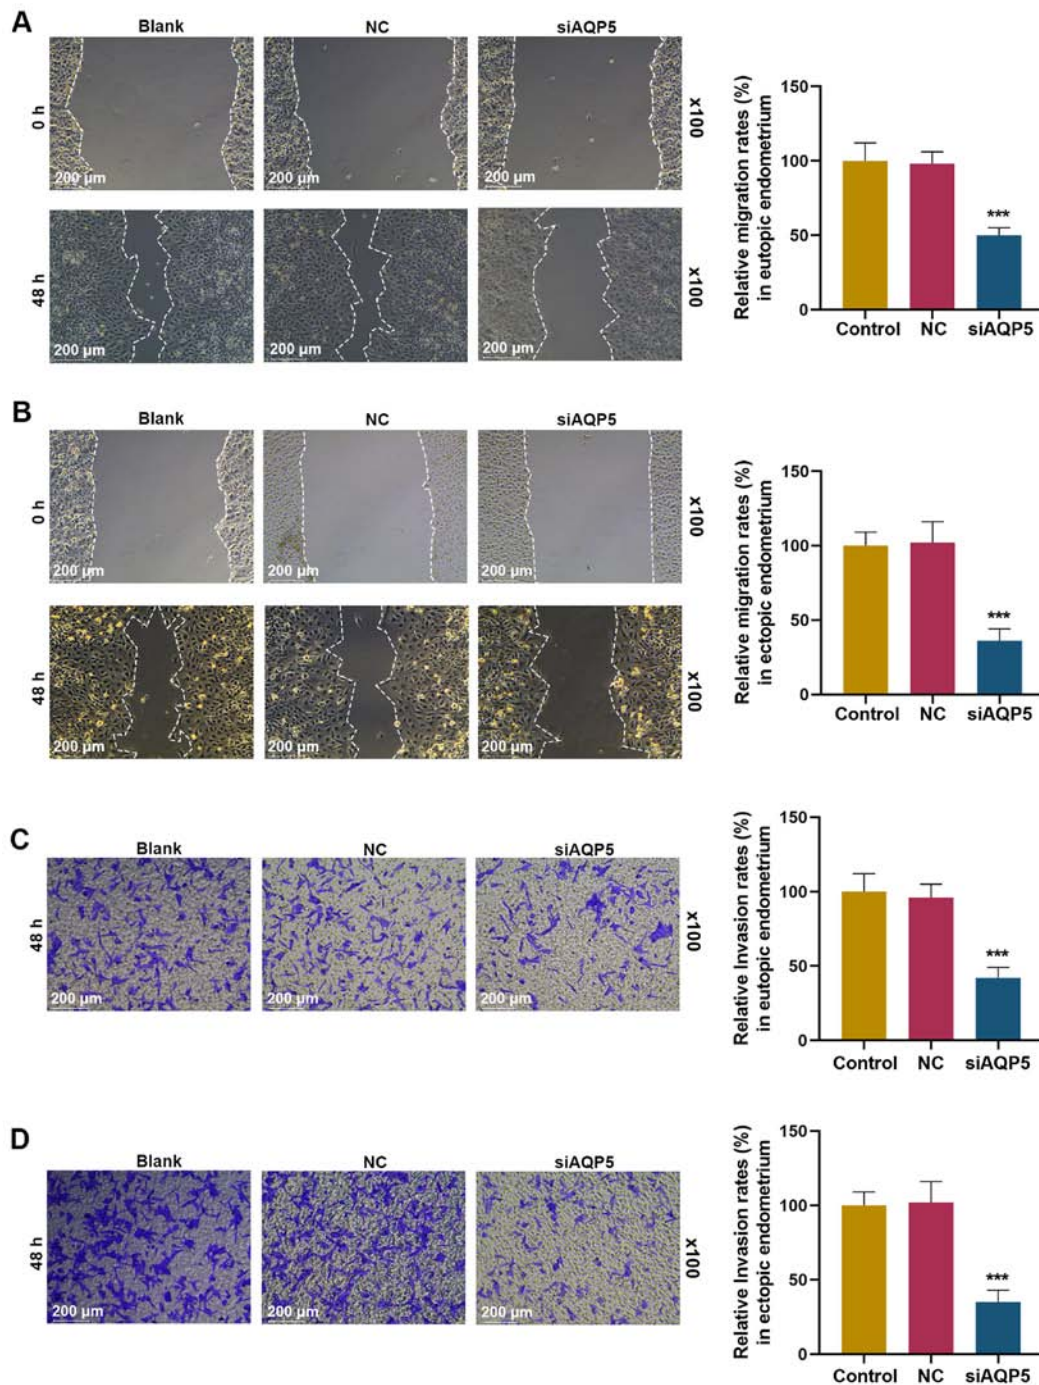 A
Blank
NC
siAQP5
0 h
200 µm
200 µm
200 µm
x100
48 h
200 µm
200 µm
200 µm
x100
Relative migration rates (%)
in eutopic endometrium
150
100
50
0
***
Control
NC
siAQP5
B
Blank
NC
siAQP5
0 h
200 µm
200 µm
200 µm
x100
48 h
200 µm
200 µm
200 µm
x100
Relative migration rates (%)
in ectopic endometrium
150
100
50
0
***
Control
NC
siAQP5
C
Blank
NC
siAQP5
48 h
200 µm
200 µm
200 µm
x100
Relative Invasion rates (%)
in eutopic endometrium
150
100
50
0
***
Control
NC
siAQP5
D
Blank
NC
siAQP5
48 h
200 µm
200 µm
200 µm
x100
Relative Invasion rates (%)
in ectopic endometrium
150
100
50
0
***
Control
NC
siAQP5